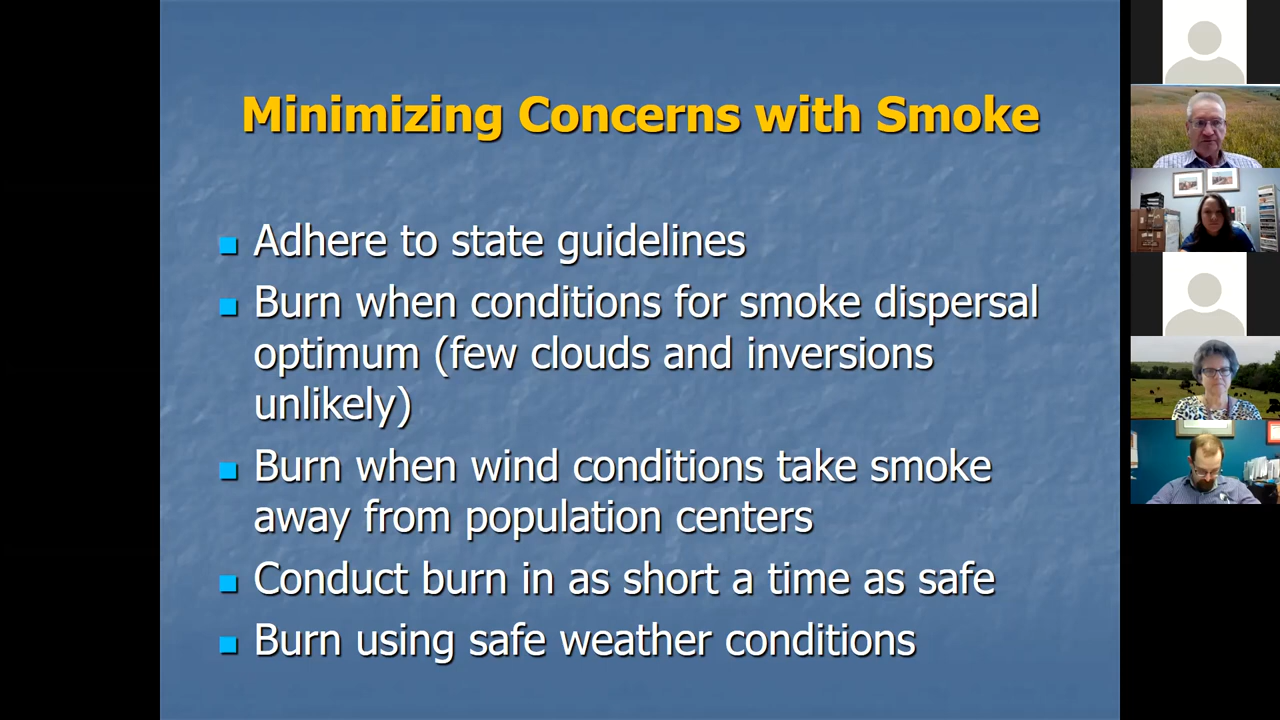 Minimizing Concerns with Smoke
Adhere to state guidelines
Burn when conditions for smoke dispersal
optimum (few clouds and inversions
unlikely)
Burn when wind conditions take smoke
away from population centers
Conduct burn in as short a time as safe
Burn using safe weather conditions